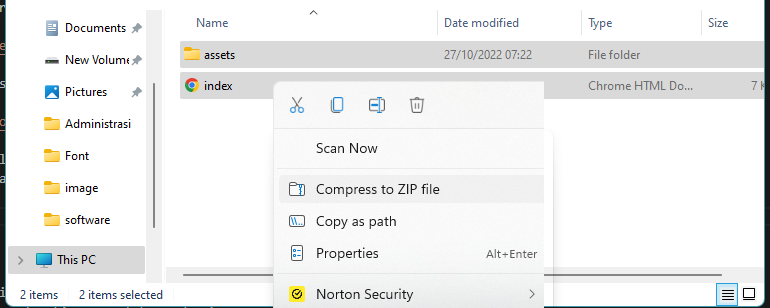 Name Date modified Type Size
Documents
New Volume
Pictures
Administrasi
Font
image
software
This PC
assets 27/10/2022 07:22 File folder
index Chrome HTML Do... 7 K
Scan Now
Compress to ZIP file
Copy as path
Properties Alt+Enter
Norton Security
2 items 2 items selected